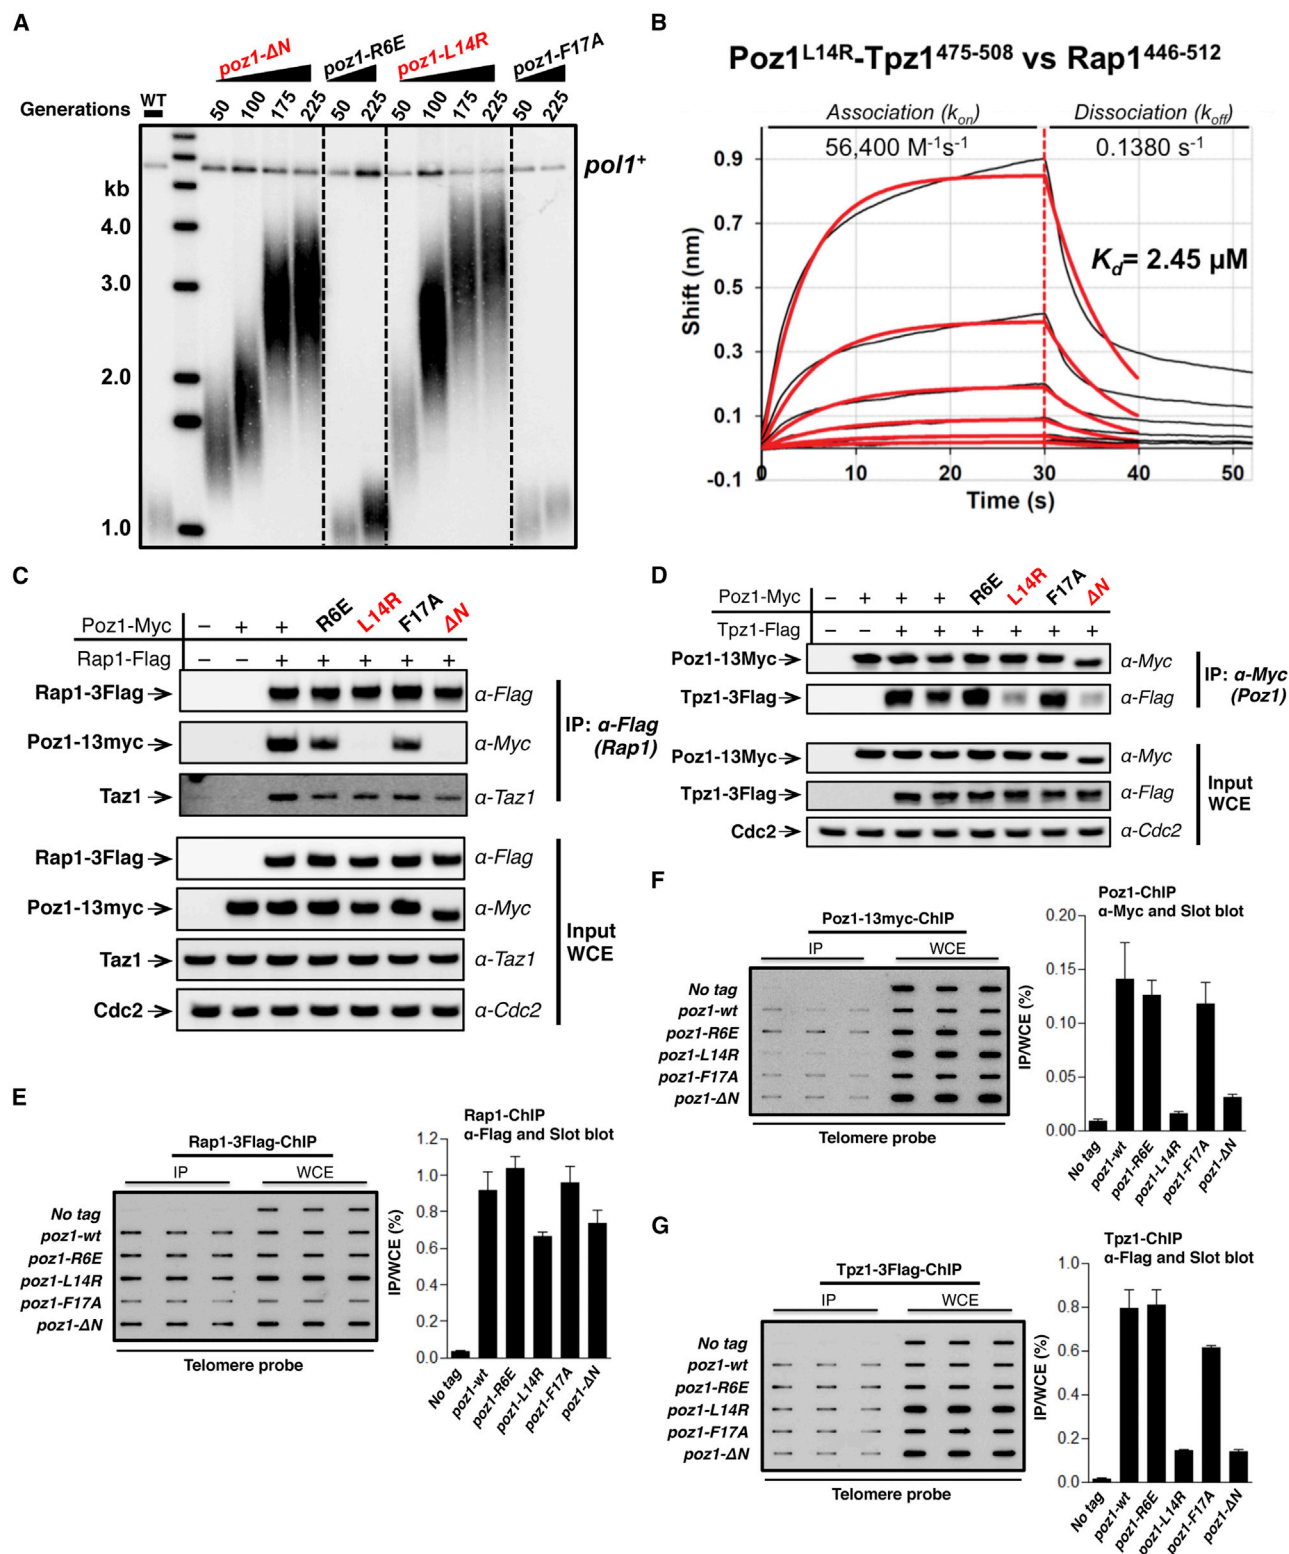 A
poz1-ΔN
poz1-R6E
poz1-L14R
poz1-F17A
WT
Generations
50 100 175 225 50 225 50 100 175 225 50 225
pol1+
kb
4.0
3.0
2.0
1.0
B
Poz1L14R-Tpz1475-508 vs Rap1446-512
Association (kon)
Dissociation (koff)
56,400 M-1s-1
0.1380 s-1
Kd= 2.45 μM
Shift (nm)
0.9
0.7
0.5
0.3
0.1
-0.1
0 10 20 30 40 50
Time (s)
C
Poz1-Myc – + + R6E L14R F17A ΔN
Rap1-Flag – – + + + + +
Rap1-3Flag α-Flag
Poz1-13myc α-Myc
Taz1 α-Taz1
IP: α-Flag
(Rap1)
Rap1-3Flag α-Flag
Poz1-13myc α-Myc
Taz1 α-Taz1
Cdc2 α-Cdc2
Input
WCE
D
Poz1-Myc – + + + R6E L14R F17A ΔN
Tpz1-Flag – – + + + + + +
Poz1-13Myc α-Myc
Tpz1-3Flag α-Flag
IP: α-Myc
(Poz1)
Poz1-13Myc α-Myc
Tpz1-3Flag α-Flag
Cdc2 α-Cdc2
Input
WCE
E
Rap1-3Flag-ChIP
IP WCE
No tag
poz1-wt
poz1-R6E
poz1-L14R
poz1-F17A
poz1-ΔN
Telomere probe
Rap1-ChIP
α-Flag and Slot blot
IP/WCE (%)
1.2
1.0
0.8
0.6
0.4
0.2
0.0
No tag
poz1-wt
poz1-R6E
poz1-L14R
poz1-F17A
poz1-ΔN
F
Poz1-13myc-ChIP
IP WCE
No tag
poz1-wt
poz1-R6E
poz1-L14R
poz1-F17A
poz1-ΔN
Telomere probe
Poz1-ChIP
α-Myc and Slot blot
IP/WCE (%)
0.20
0.15
0.10
0.05
0.00
No tag
poz1-wt
poz1-R6E
poz1-L14R
poz1-F17A
poz1-ΔN
G
Tpz1-3Flag-ChIP
IP WCE
No tag
poz1-wt
poz1-R6E
poz1-L14R
poz1-F17A
poz1-ΔN
Telomere probe
Tpz1-ChIP
α-Flag and Slot blot
IP/WCE (%)
1.0
0.8
0.6
0.4
0.2
0.0
No tag
poz1-wt
poz1-R6E
poz1-L14R
poz1-F17A
poz1-ΔN